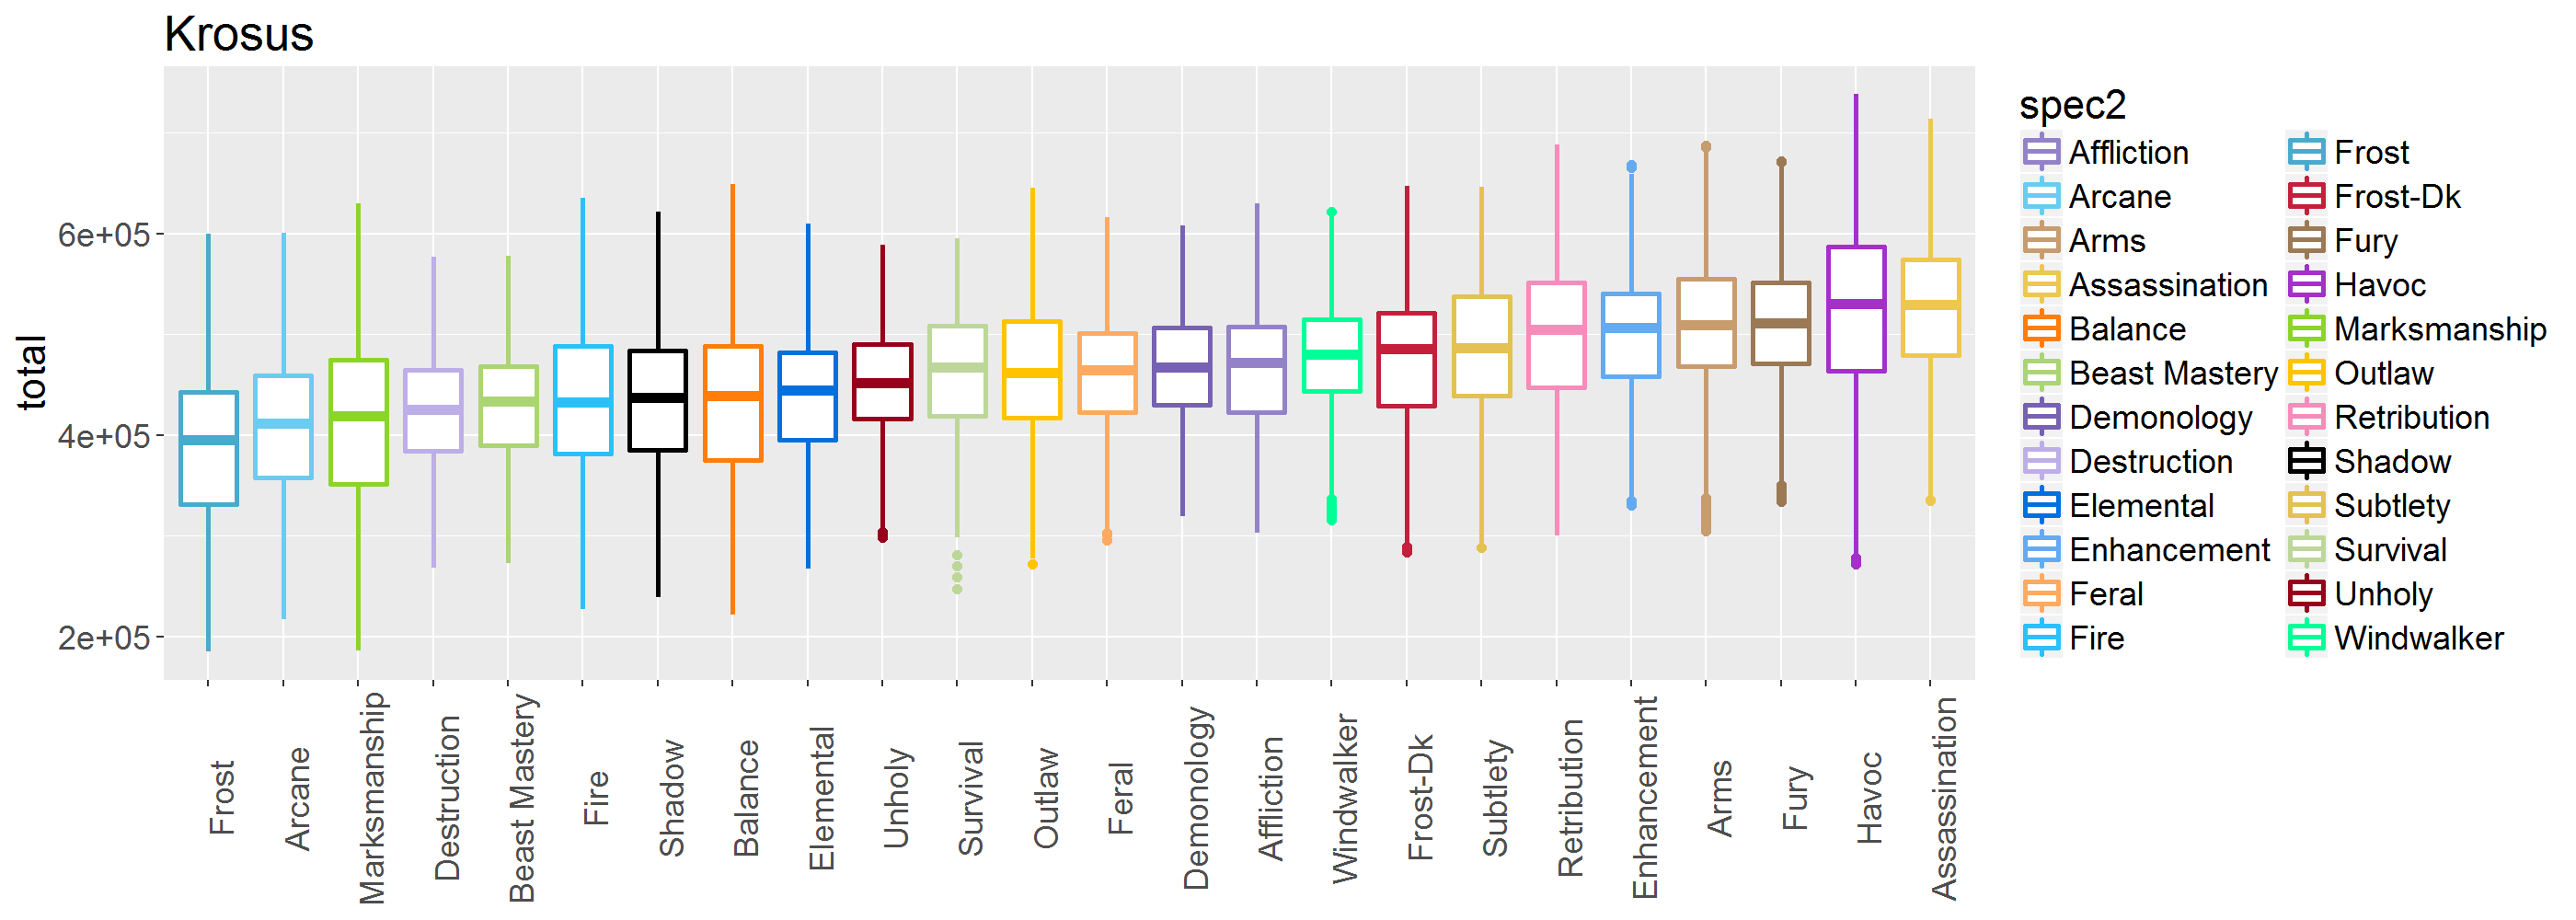 Krosus
total
6e+05
4e+05
2e+05
Frost
Arcane
Marksmanship
Destruction
Beast Mastery
Fire
Shadow
Balance
Elemental
Unholy
Survival
Outlaw
Feral
Demonology
Affliction
Windwalker
Frost-Dk
Subtlety
Retribution
Enhancement
Arms
Fury
Havoc
Assassination
spec2
Affliction
Arcane
Arms
Assassination
Balance
Beast Mastery
Demonology
Destruction
Elemental
Enhancement
Feral
Fire
Frost
Frost-Dk
Fury
Havoc
Marksmanship
Outlaw
Retribution
Shadow
Subtlety
Survival
Unholy
Windwalker